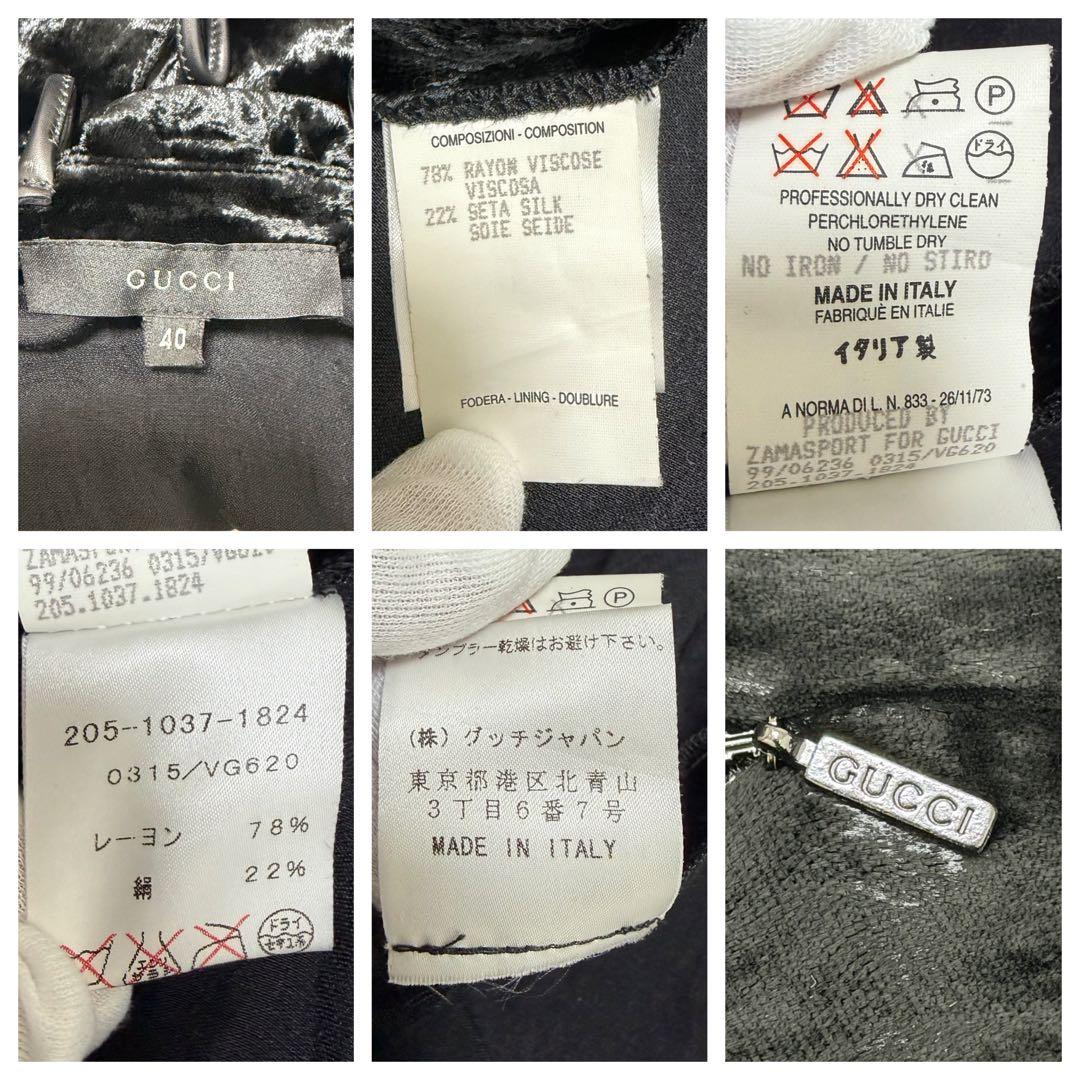 GUCCI
40
COMPOSIZIONI - COMPOSITION
78% RAYON VISCOSE
VISCOSA
22% SETA SILK
SOIE SEIDE
FODERA - LINING - DOUBLURE
P
ドライ
PROFESSIONALLY DRY CLEAN
PERCHLORETHYLENE
NO TUMBLE DRY
NO IRON / NO STIRO
MADE IN ITALY
FABRIQUÈ EN ITALIE
イタリア製
A NORMA DI L. N. 833 - 26/11/73
PRODUCED BY
ZAMASPORT FOR GUCCI
99/06236 0315/VG620
205.1037.1824
ZAMASPORT
99/06236 0315/VG620
205.1037.1824
205-1037-1824
0315/VG620
レーヨン 78%
絹 22%
ドライ
セキユ系
P
タンブラー乾燥はお避け下さい。
(株)グッチジャパン
東京都港区北青山
3丁目6番7号
MADE IN ITALY
GUCCI